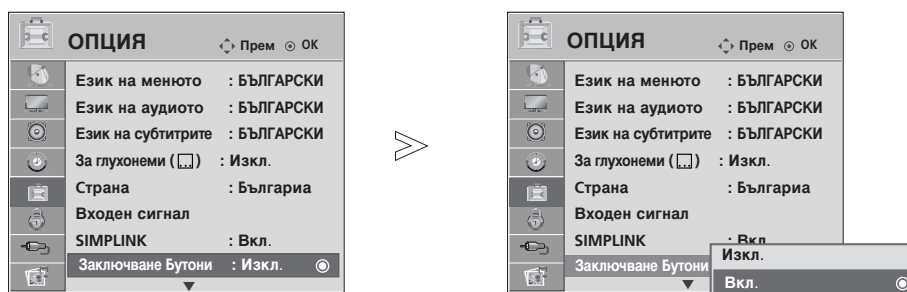 ОПЦИЯ Прем OK
Език на менюто : БЪЛГАРСКИ
Език на аудиото : БЪЛГАРСКИ
Език на субтитрите : БЪЛГАРСКИ
За глухонеми ( ... ) : Изкл.
Страна : Българиа
Входен сигнал
SIMPLINK : Вкл.
Заключване Бутони : Изкл.
ОПЦИЯ Прем OK
Език на менюто : БЪЛГАРСКИ
Език на аудиото : БЪЛГАРСКИ
Език на субтитрите : БЪЛГАРСКИ
За глухонеми ( ... ) : Изкл.
Страна : Българиа
Входен сигнал
SIMPLINK : Вкл
Заключване Бутони
Изкл.
Вкл.